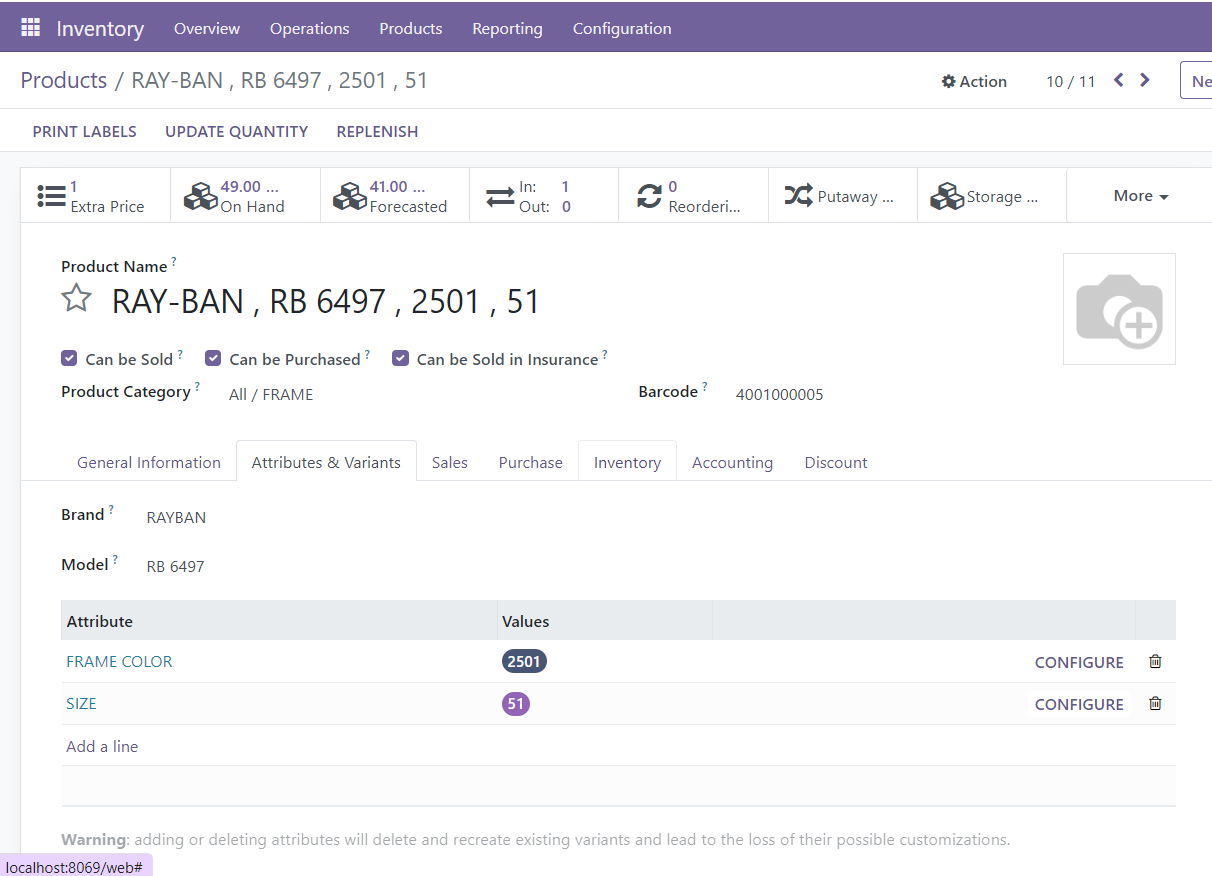 Inventory Overview Operations Products Reporting Configuration
Products / RAY-BAN , RB 6497 , 2501 , 51 Action 10 / 11 Ne
PRINT LABELS UPDATE QUANTITY REPLENISH
1 Extra Price
49.00 ... On Hand
41.00 ... Forecasted
In: 1
Out: 0
0 Reorderi...
Putaway ...
Storage ...
More
Product Name ?
RAY-BAN , RB 6497 , 2501 , 51
Can be Sold ? Can be Purchased ? Can be Sold in Insurance ?
Product Category ? All / FRAME Barcode ? 4001000005
General Information Attributes & Variants Sales Purchase Inventory Accounting Discount
Brand ? RAYBAN
Model ? RB 6497
Attribute Values
FRAME COLOR 2501 CONFIGURE
SIZE 51 CONFIGURE
Add a line
Warning: adding or deleting attributes will delete and recreate existing variants and lead to the loss of their possible customizations.
localhost:8069/web#